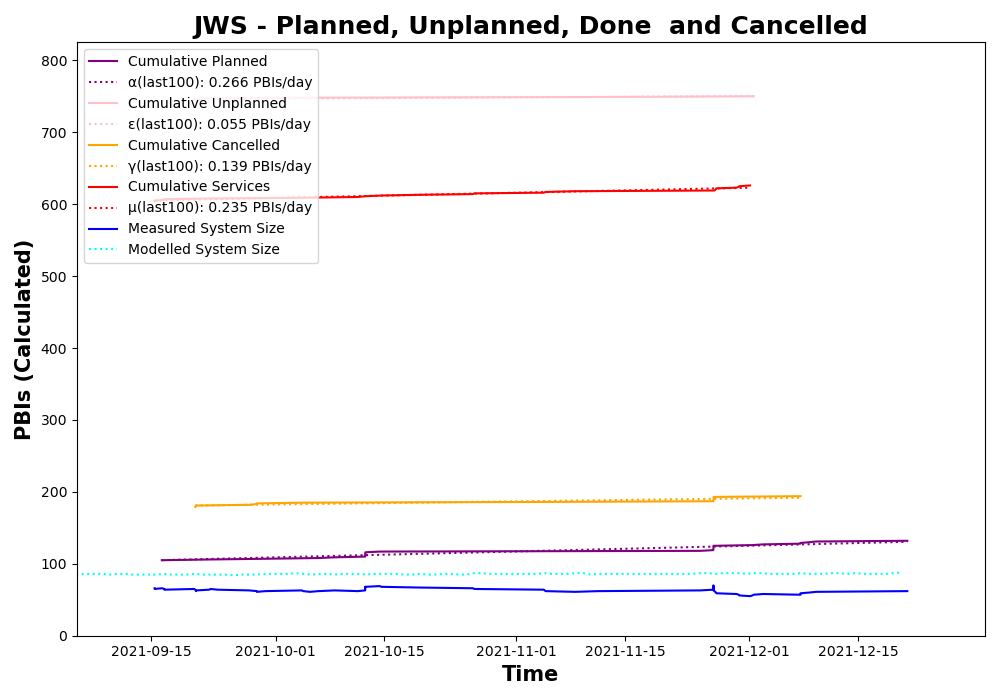 JWS - Planned, Unplanned, Done  and Cancelled
PBIs (Calculated)
800
700
600
500
400
300
200
100
0
Cumulative Planned
α(last100): 0.266 PBIs/day
Cumulative Unplanned
ε(last100): 0.055 PBIs/day
Cumulative Cancelled
γ(last100): 0.139 PBIs/day
Cumulative Services
μ(last100): 0.235 PBIs/day
Measured System Size
Modelled System Size
2021-09-15 2021-10-01 2021-10-15 2021-11-01 2021-11-15 2021-12-01 2021-12-15
Time